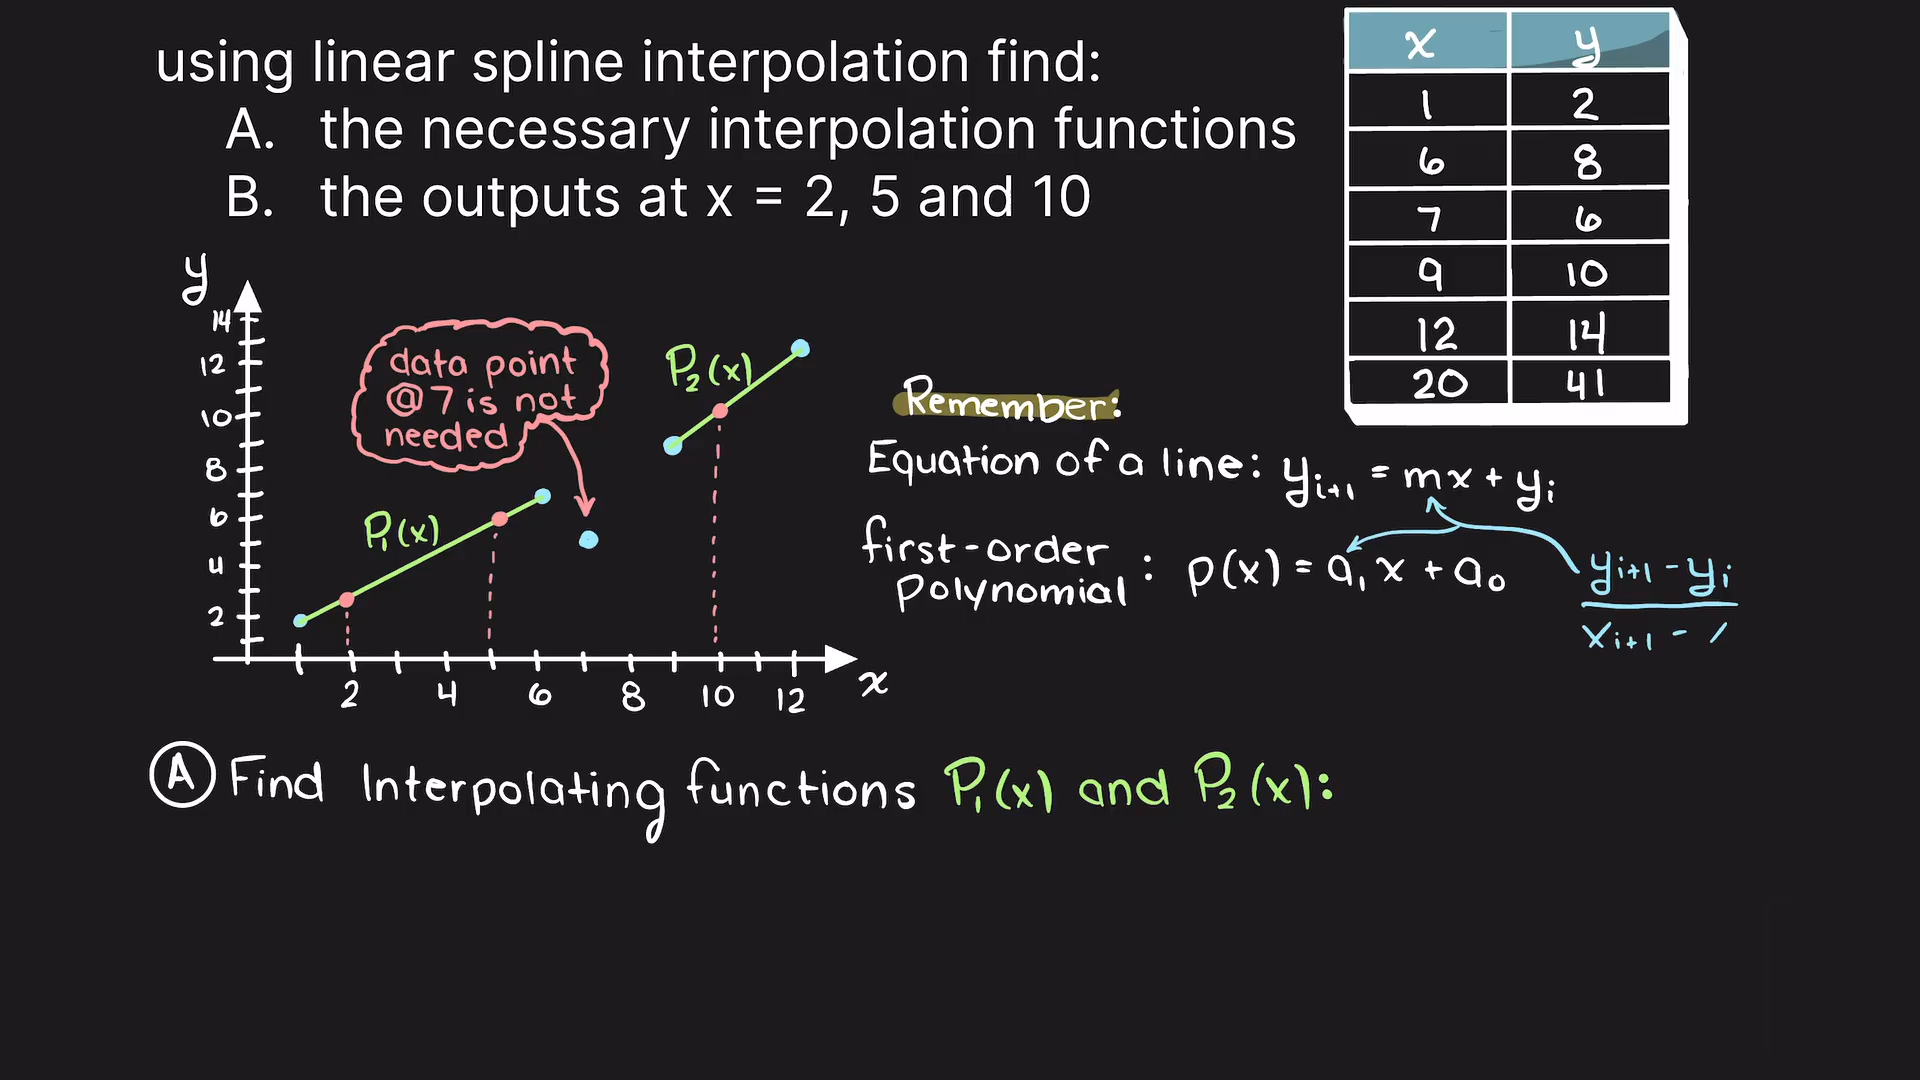 using linear spline interpolation find:
A. the necessary interpolation functions
B. the outputs at x = 2, 5 and 10
x y
1 2
6 8
7 6
9 10
12 14
20 41
y
14
12
10
8
6
4
2
2 4 6 8 10 12
x
data point
@ 7 is not
needed
P₁(x)
P₂(x)
Remember:
Equation of a line: yᵢ₊₁ = mx + yᵢ
first-order
Polynomial : p(x) = a₁x + a₀
yᵢ₊₁ - yᵢ
xᵢ₊₁ -
A Find Interpolating functions P₁(x) and P₂(x):